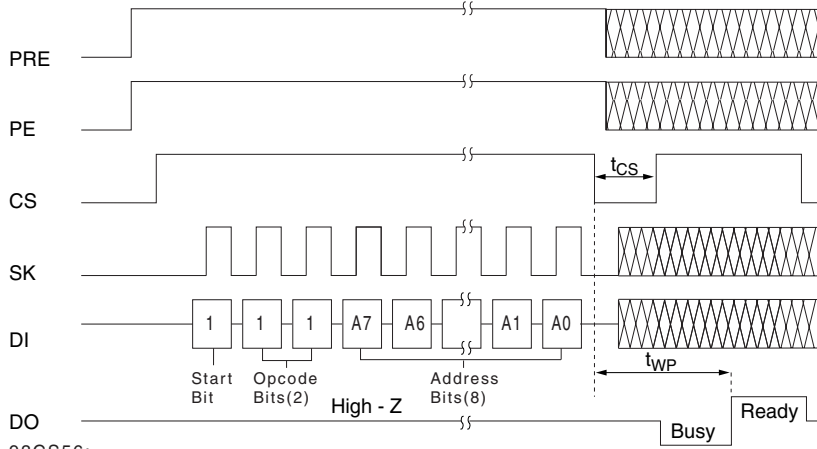 PRE
PE
CS
tCS
SK
DI
1 1 1 A7 A6 A1 A0
Start Bit
Opcode Bits(2)
Address Bits(8)
tWP
DO
High - Z
Busy
Ready